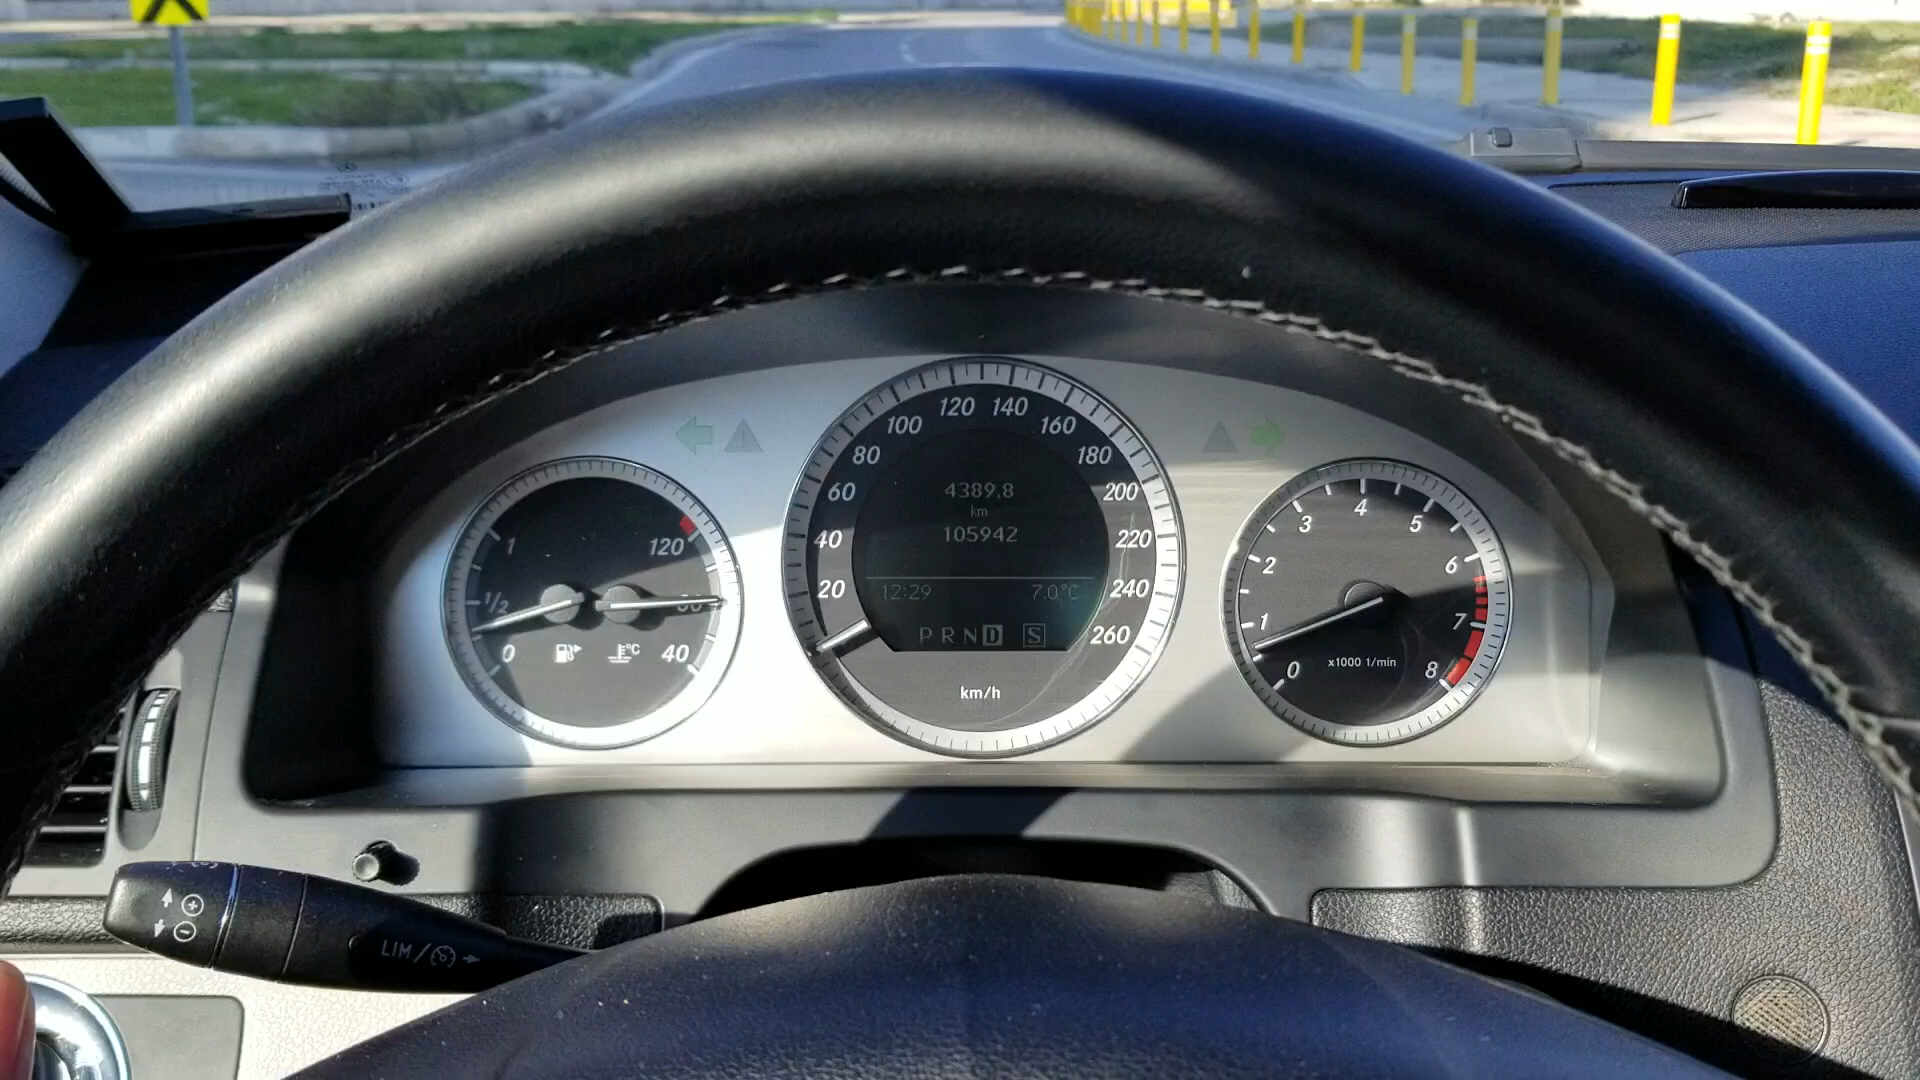 120 140
100 160
80 180
60 200
40 220
20 240
260
4389.8
km
105942
12:29 7.0°C
P R N D S
km/h
1 120
1/2 80
0 °C 40
4
3 5
2 6
1 7
0 8
x1000 1/min
LIM/